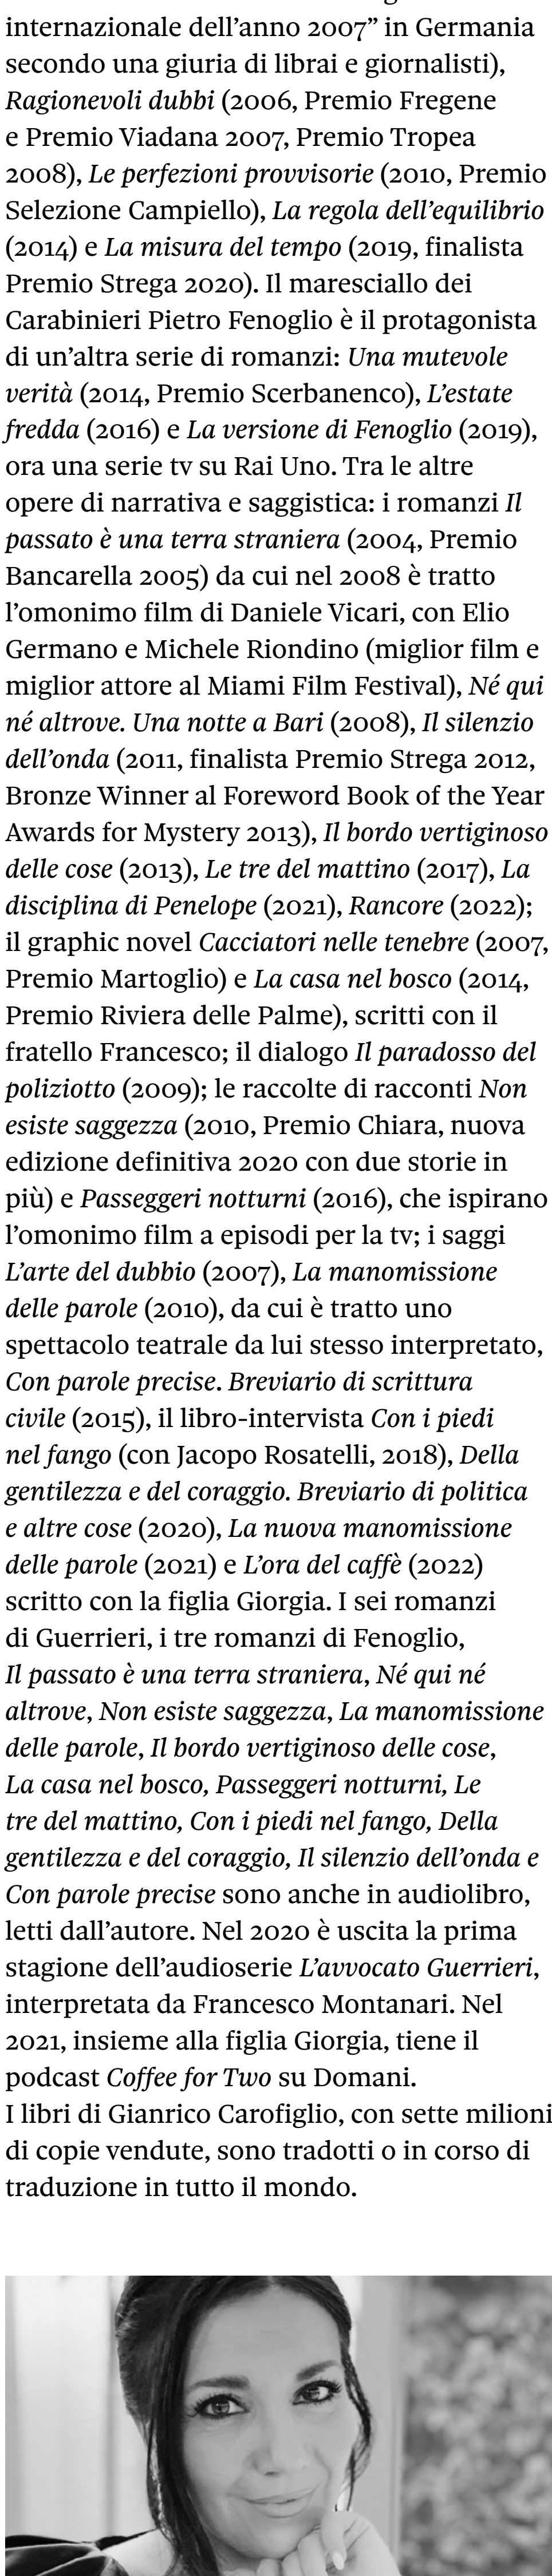 internazionale dell’anno 2007” in Germania
secondo una giuria di librai e giornalisti),
Ragionevoli dubbi (2006, Premio Fregene
e Premio Viadana 2007, Premio Tropea
2008), Le perfezioni provvisorie (2010, Premio
Selezione Campiello), La regola dell’equilibrio
(2014) e La misura del tempo (2019, finalista
Premio Strega 2020). Il maresciallo dei
Carabinieri Pietro Fenoglio è il protagonista
di un’altra serie di romanzi: Una mutevole
verità (2014, Premio Scerbanenco), L’estate
fredda (2016) e La versione di Fenoglio (2019),
ora una serie tv su Rai Uno. Tra le altre
opere di narrativa e saggistica: i romanzi Il
passato è una terra straniera (2004, Premio
Bancarella 2005) da cui nel 2008 è tratto
l’omonimo film di Daniele Vicari, con Elio
Germano e Michele Riondino (miglior film e
miglior attore al Miami Film Festival), Né qui
né altrove. Una notte a Bari (2008), Il silenzio
dell’onda (2011, finalista Premio Strega 2012,
Bronze Winner al Foreword Book of the Year
Awards for Mystery 2013), Il bordo vertiginoso
delle cose (2013), Le tre del mattino (2017), La
disciplina di Penelope (2021), Rancore (2022);
il graphic novel Cacciatori nelle tenebre (2007,
Premio Martoglio) e La casa nel bosco (2014,
Premio Riviera delle Palme), scritti con il
fratello Francesco; il dialogo Il paradosso del
poliziotto (2009); le raccolte di racconti Non
esiste saggezza (2010, Premio Chiara, nuova
edizione definitiva 2020 con due storie in
più) e Passeggeri notturni (2016), che ispirano
l’omonimo film a episodi per la tv; i saggi
L’arte del dubbio (2007), La manomissione
delle parole (2010), da cui è tratto uno
spettacolo teatrale da lui stesso interpretato,
Con parole precise. Breviario di scrittura
civile (2015), il libro-intervista Con i piedi
nel fango (con Jacopo Rosatelli, 2018), Della
gentilezza e del coraggio. Breviario di politica
e altre cose (2020), La nuova manomissione
delle parole (2021) e L’ora del caffè (2022)
scritto con la figlia Giorgia. I sei romanzi
di Guerrieri, i tre romanzi di Fenoglio,
Il passato è una terra straniera, Né qui né
altrove, Non esiste saggezza, La manomissione
delle parole, Il bordo vertiginoso delle cose,
La casa nel bosco, Passeggeri notturni, Le
tre del mattino, Con i piedi nel fango, Della
gentilezza e del coraggio, Il silenzio dell’onda e
Con parole precise sono anche in audiolibro,
letti dall’autore. Nel 2020 è uscita la prima
stagione dell’audioserie L’avvocato Guerrieri,
interpretata da Francesco Montanari. Nel
2021, insieme alla figlia Giorgia, tiene il
podcast Coffee for Two su Domani.
I libri di Gianrico Carofiglio, con sette milioni
di copie vendute, sono tradotti o in corso di
traduzione in tutto il mondo.